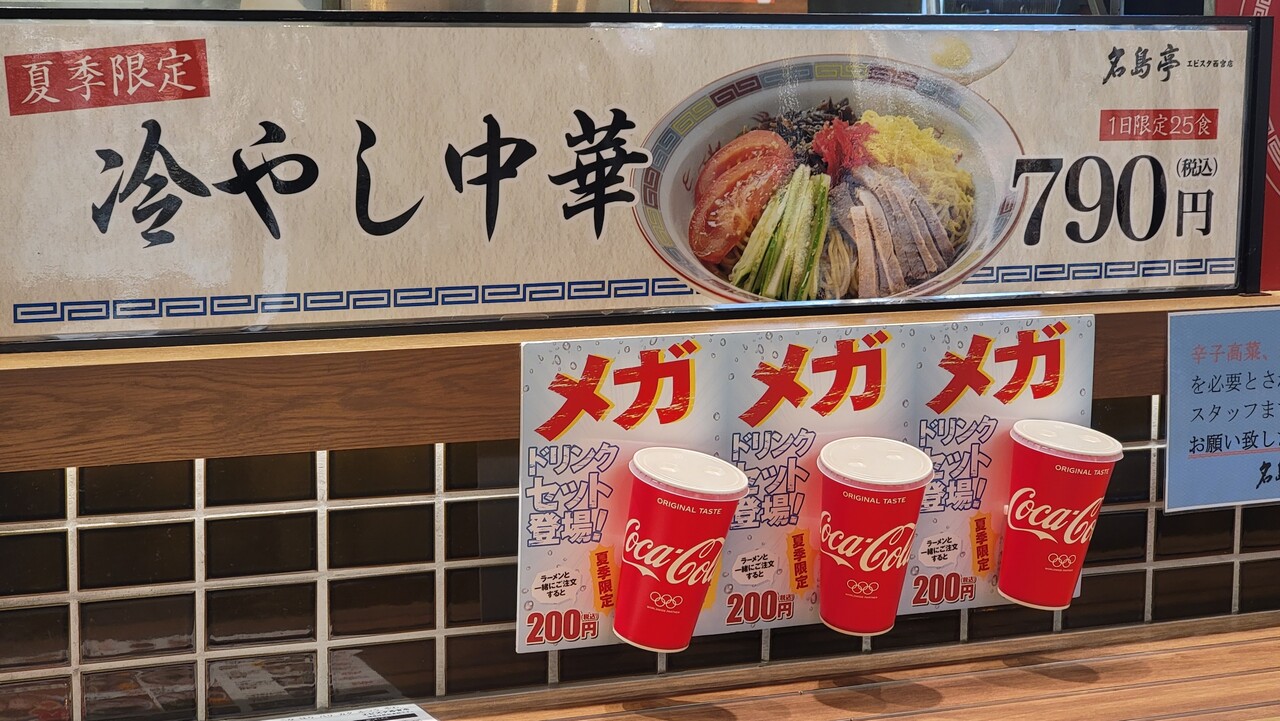 夏季限定
冷やし中華
名島亭 エビスタ西宮店
1日限定25食
790円(税込)
メガ
ドリンク
セット
登場!
夏季限定
ラーメンと
一緒にご注文
すると
200円(税込)
ORIGINAL TASTE
Coca-Cola
メガ
ドリンク
セット
登場!
夏季限定
ラーメンと
一緒にご注文
すると
200円(税込)
ORIGINAL TASTE
Coca-Cola
メガ
ドリンク
セット
登場!
夏季限定
ラーメンと
一緒にご注文
すると
200円(税込)
ORIGINAL TASTE
Coca-Cola
辛子高菜、
を必要とさ
スタッフま
お願い致し
名